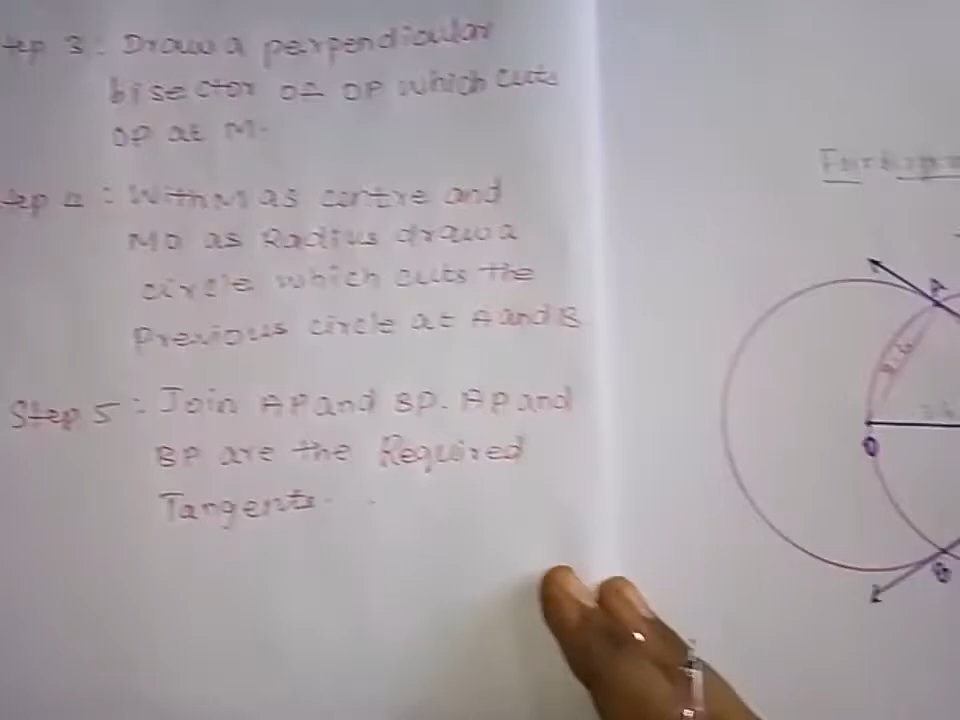 tep 3: Draw a perpendicular
bisector of OP which cuts
OP at M.
tep 4: With M as centre and
MO as Radius draw a
circle which cuts the
Previous circle at A and B.
Step 5: Join AP and BP. AP and
BP are the Required
Tangents.
A
O
B